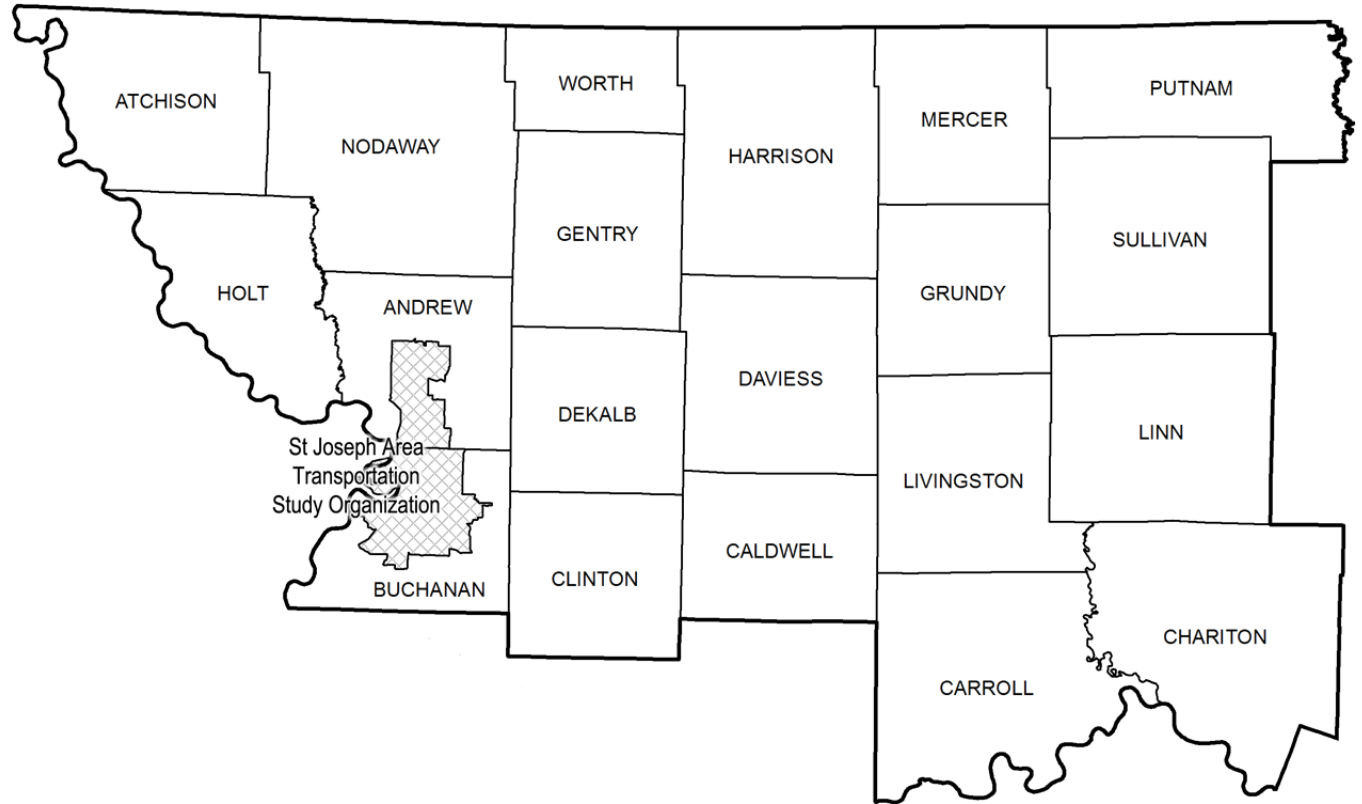 ATCHISON
NODAWAY
WORTH
HARRISON
MERCER
PUTNAM
GENTRY
SULLIVAN
HOLT
ANDREW
GRUNDY
DEKALB
DAVIESS
LINN
St Joseph Area
Transportation
Study Organization
LIVINGSTON
BUCHANAN
CLINTON
CALDWELL
CARROLL
CHARITON